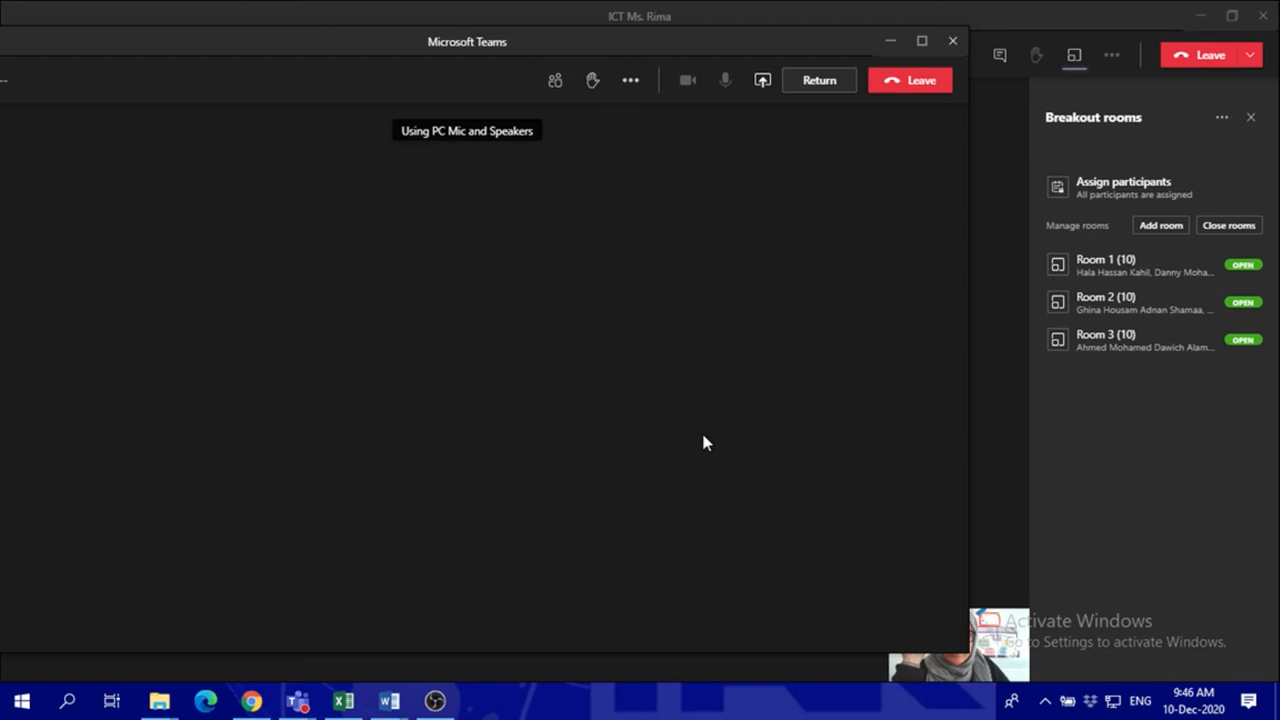 ICT Ms. Rima
Microsoft Teams
--
Return
Leave
Leave
Using PC Mic and Speakers
Breakout rooms
Assign participants
All participants are assigned
Manage rooms
Add room
Close rooms
Room 1 (10)
Hala Hassan Kahil, Danny Moha...
OPEN
Room 2 (10)
Ghina Housam Adnan Shamaa, ...
OPEN
Room 3 (10)
Ahmed Mohamed Dawich Alam...
OPEN
Activate Windows
Go to Settings to activate Windows.
ENG
9:46 AM
10-Dec-2020